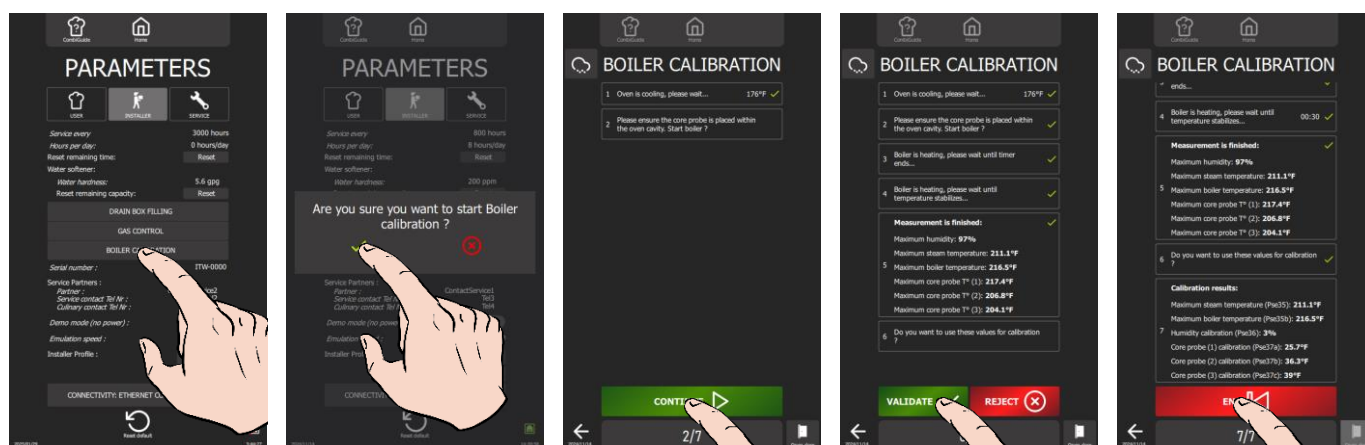 CombiGuide
Home
PARAMETERS
USER
INSTALLER
SERVICE
Service every 3000 hours
Hours per day: 0 hours/day
Reset remaining time: Reset
Water softener:
Water hardness: 5.6 gpg
Reset remaining capacity: Reset
DRAIN BOX FILLING
GAS CONTROL
BOILER
Serial number : ITW-0000
Service Partners :
Partner :
Service contact Tel Nr :
Culinary contact Tel Nr :
Demo mode (no power) :
Emulation speed :
Installer Profile :
CONNECTIVITY: ETHERNET
Reset default
CombiGuide
Home
PARAMETERS
USER
INSTALLER
SERVICE
Service every 800 hours
Hours per day: 8 hours/day
Reset remaining time: Reset
Water softener:
Water hardness: 200 ppm
Are you sure you want to start Boiler
calibration ?
Service Partners :
Partner : ContactService1
Service contact Tel3
Culinary contact Tel4
Demo mode (no
Emulation
Installer
Reset default
CombiGuide
Home
BOILER CALIBRATION
1 Oven is cooling, please wait... 176°F
2 Please ensure the core probe is placed within
the oven cavity. Start boiler ?
2/7
CombiGuide
Home
BOILER CALIBRATION
1 Oven is cooling, please wait... 176°F
2 Please ensure the core probe is placed within
the oven cavity. Start boiler ?
3 Boiler is heating, please wait until timer
ends...
4 Boiler is heating, please wait until
temperature stabilizes...
Measurement is finished:
Maximum humidity: 97%
Maximum steam temperature: 211.1°F
5 Maximum boiler temperature: 216.5°F
Maximum core probe T° (1): 217.4°F
Maximum core probe T° (2): 206.8°F
Maximum core probe T° (3): 204.1°F
6 Do you want to use these values for calibration
?
VALIDATE
REJECT
CombiGuide
Home
BOILER CALIBRATION
ends...
4 Boiler is heating, please wait until
temperature stabilizes... 00:30
Measurement is finished:
Maximum humidity: 97%
Maximum steam temperature: 211.1°F
5 Maximum boiler temperature: 216.5°F
Maximum core probe T° (1): 217.4°F
Maximum core probe T° (2): 206.8°F
Maximum core probe T° (3): 204.1°F
6 Do you want to use these values for calibration
?
Calibration results:
Maximum steam temperature (Pse35): 211.1°F
Maximum boiler temperature (Pse35b): 216.5°F
7 Humidity calibration (Pse36): 3%
Core probe (1) calibration (Pse37a): 25.7°F
Core probe (2) calibration (Pse37b): 36.3°F
Core probe (3) calibration (Pse37c): 39°F
7/7